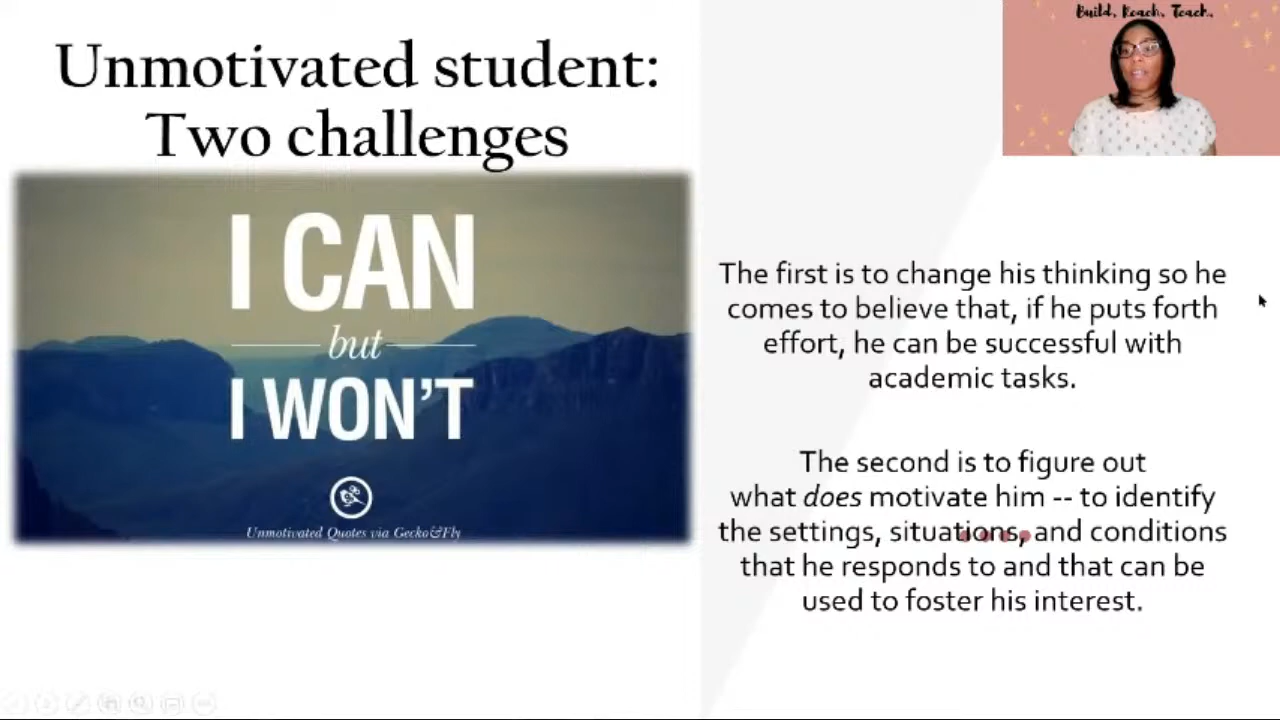 Unmotivated student:
Two challenges
I CAN
but
I WON'T
Unmotivated Quotes via Gecko&Fly
Build. Reach. Teach.
The first is to change his thinking so he
comes to believe that, if he puts forth
effort, he can be successful with
academic tasks.
The second is to figure out
what does motivate him -- to identify
the settings, situations, and conditions
that he responds to and that can be
used to foster his interest.